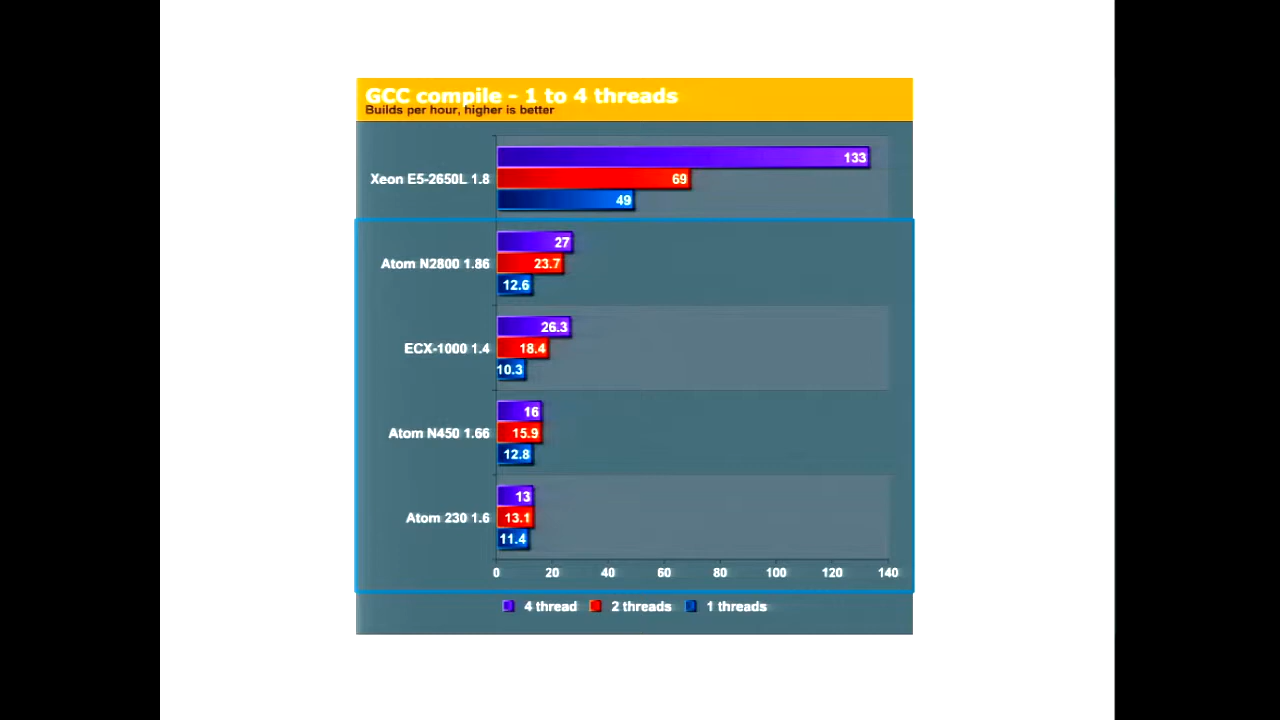 GCC compile - 1 to 4 threads
Builds per hour, higher is better
133
Xeon E5-2650L 1.8
69
49
27
Atom N2800 1.86
23.7
12.6
26.3
ECX-1000 1.4
18.4
10.3
16
Atom N450 1.66
15.9
12.8
13
Atom 230 1.6
13.1
11.4
0 20 40 60 80 100 120 140
4 thread 2 threads 1 threads